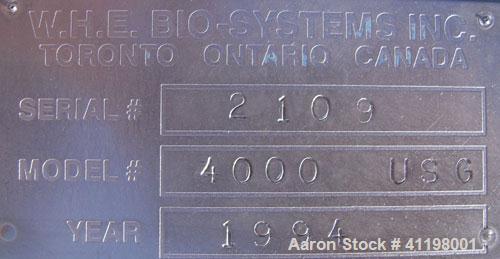 W.H.E. BIO-SYSTEMS INC.
TORONTO ONTARIO CANADA
SERIAL # 2109
MODEL # 4000 USG
YEAR 1994
Aaron Stock # 41198001